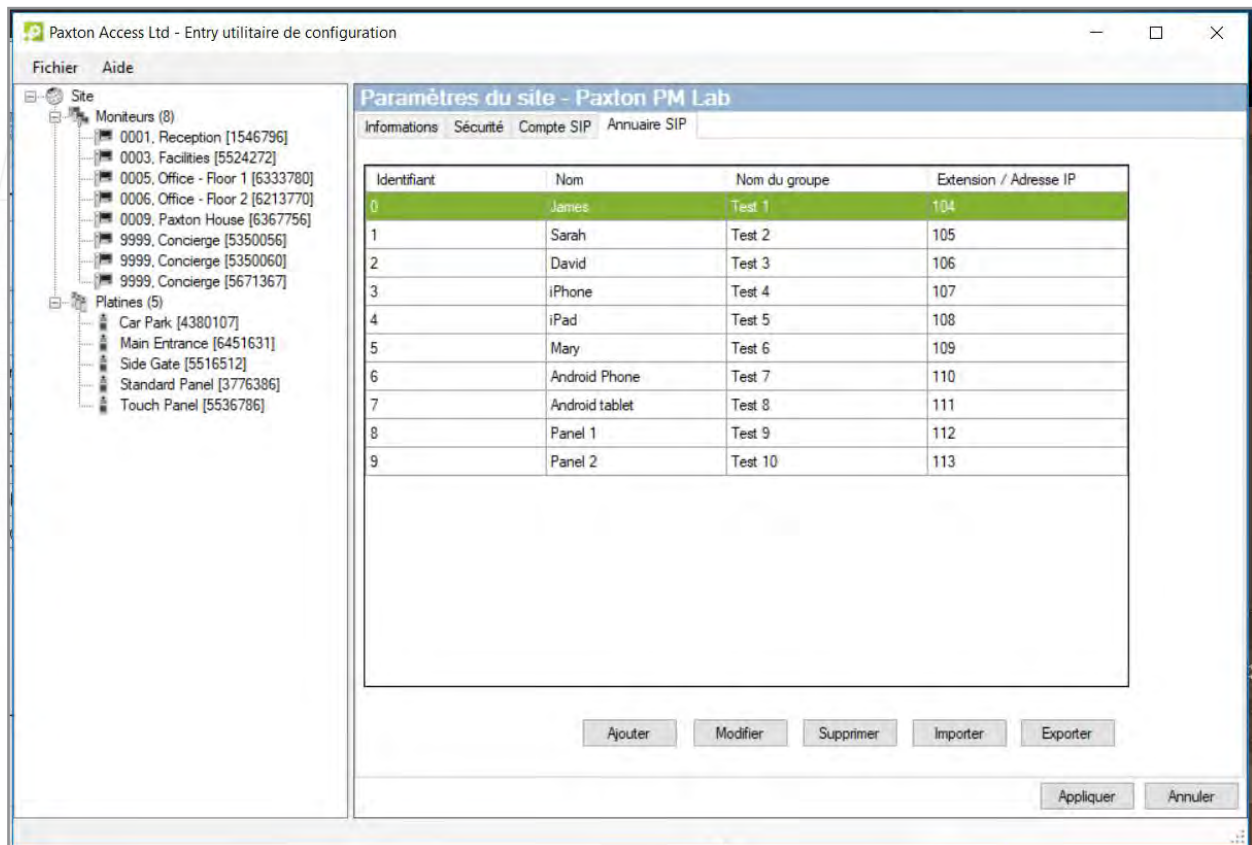 Paxton Access Ltd - Entry utilitaire de configuration
Fichier Aide
Site
Moniteurs (8)
0001, Reception [1546796]
0003, Facilities [5524272]
0005, Office - Floor 1 [6333780]
0006, Office - Floor 2 [6213770]
0009, Paxton House [6367756]
9999, Concierge [5350056]
9999, Concierge [5350060]
9999, Concierge [5671367]
Platines (5)
Car Park [4380107]
Main Entrance [6451631]
Side Gate [5516512]
Standard Panel [3776386]
Touch Panel [5536786]
Paramètres du site - Paxton PM Lab
Informations Sécurité Compte SIP Annuaire SIP
Identifiant Nom Nom du groupe Extension / Adresse IP
0 James Test 1 104
1 Sarah Test 2 105
2 David Test 3 106
3 iPhone Test 4 107
4 iPad Test 5 108
5 Mary Test 6 109
6 Android Phone Test 7 110
7 Android tablet Test 8 111
8 Panel 1 Test 9 112
9 Panel 2 Test 10 113
Ajouter Modifier Supprimer Importer Exporter
Appliquer Annuler